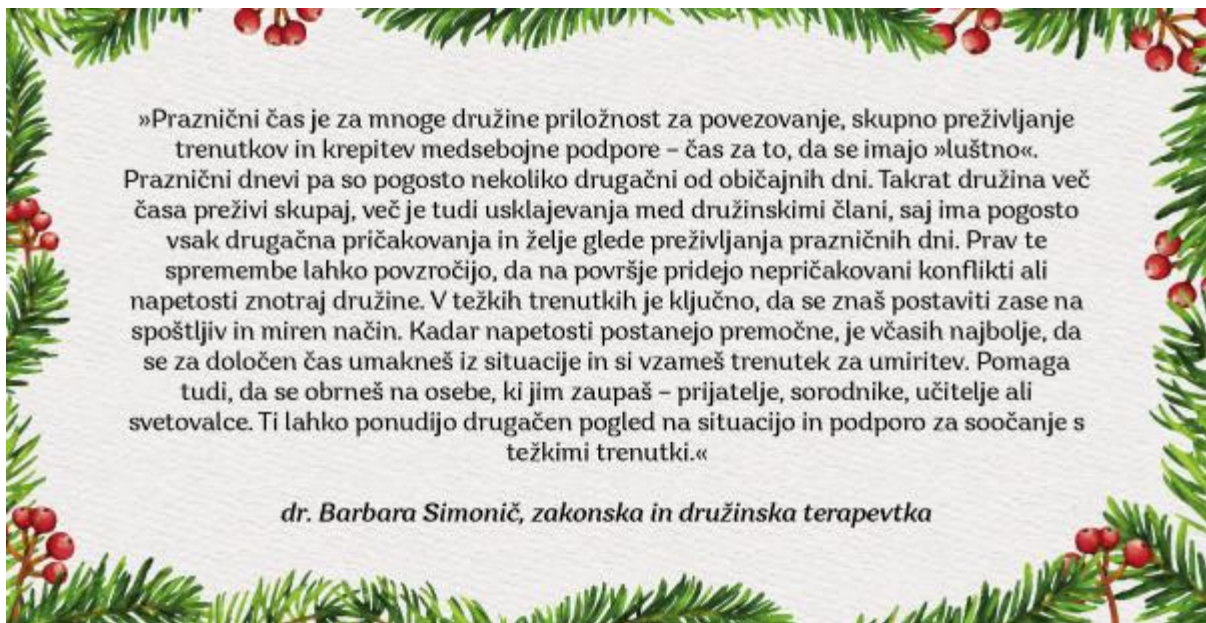 »Praznični čas je za mnoge družine priložnost za povezovanje, skupno preživljanje
trenutkov in krepitev medsebojne podpore – čas za to, da se imajo »luštno«.
Praznični dnevi pa so pogosto nekoliko drugačni od običajnih dni. Takrat družina več
časa preživi skupaj, več je tudi usklajevanja med družinskimi člani, saj ima pogosto
vsak drugačna pričakovanja in želje glede preživljanja prazničnih dni. Prav te
spremembe lahko povzročijo, da na površje pridejo nepričakovani konflikti ali
napetosti znotraj družine. V težkih trenutkih je ključno, da se znaš postaviti zase na
spoštljiv in miren način. Kadar napetosti postanejo premočne, je včasih najbolje, da
se za določen čas umakneš iz situacije in si vzameš trenutek za umiritev. Pomaga
tudi, da se obrneš na osebe, ki jim zaupaš – prijatelje, sorodnike, učitelje ali
svetovalce. Ti lahko ponudijo drugačen pogled na situacijo in podporo za soočanje s
težkimi trenutki.«
dr. Barbara Simonič, zakonska in družinska terapevtka